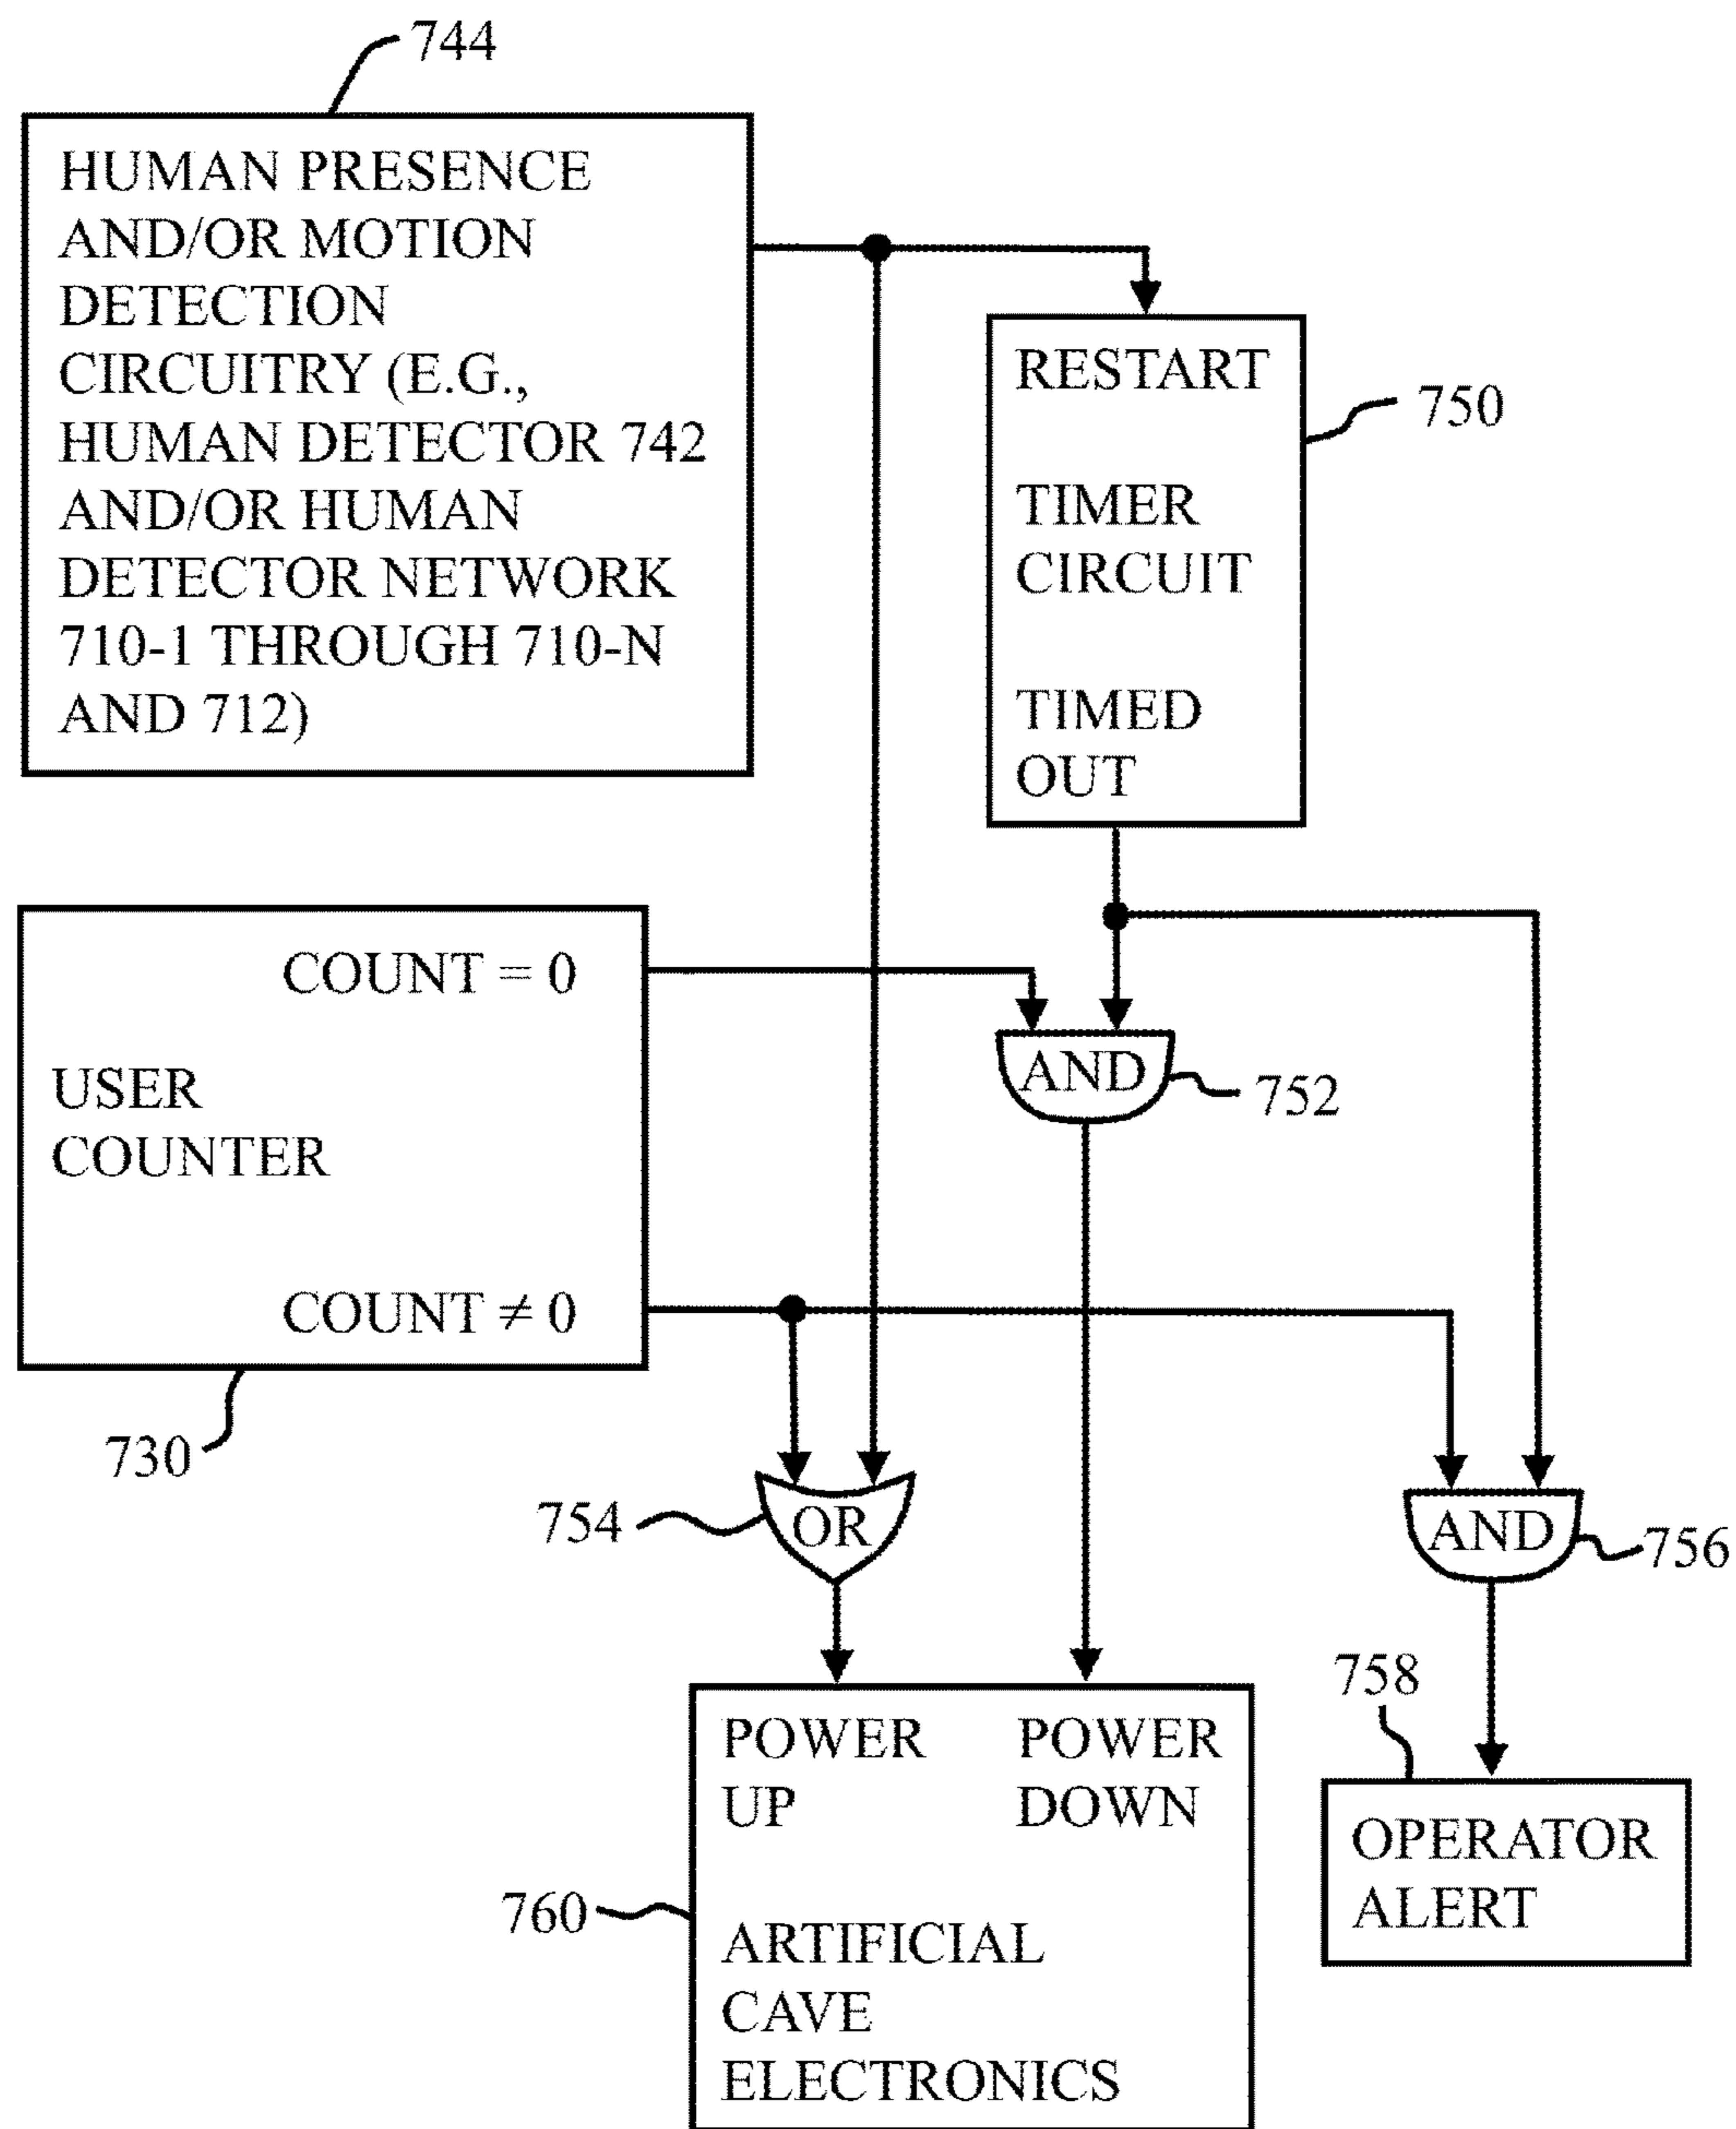 744
HUMAN PRESENCE
AND/OR MOTION
DETECTION
CIRCUITRY (E.G.,
HUMAN DETECTOR 742
AND/OR HUMAN
DETECTOR NETWORK
710-1 THROUGH 710-N
AND 712)
RESTART
TIMER
CIRCUIT
TIMED
OUT
750
COUNT = 0
USER
COUNTER
COUNT ≠ 0
730
AND
752
754
OR
AND
756
POWER
UP
POWER
DOWN
ARTIFICIAL
CAVE
ELECTRONICS
760
758
OPERATOR
ALERT